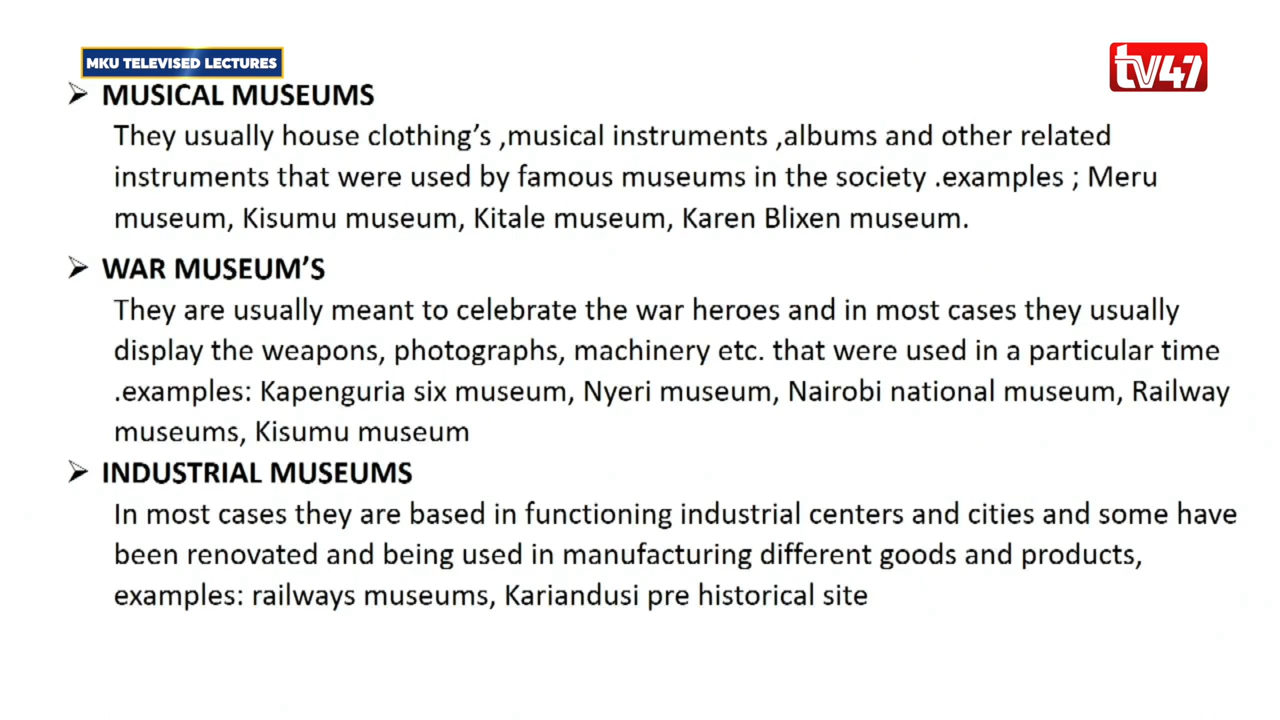 MKU TELEVISED LECTURES
tv47
➢ MUSICAL MUSEUMS
They usually house clothing's ,musical instruments ,albums and other related
instruments that were used by famous museums in the society .examples ; Meru
museum, Kisumu museum, Kitale museum, Karen Blixen museum.
➢ WAR MUSEUM'S
They are usually meant to celebrate the war heroes and in most cases they usually
display the weapons, photographs, machinery etc. that were used in a particular time
.examples: Kapenguria six museum, Nyeri museum, Nairobi national museum, Railway
museums, Kisumu museum
➢ INDUSTRIAL MUSEUMS
In most cases they are based in functioning industrial centers and cities and some have
been renovated and being used in manufacturing different goods and products,
examples: railways museums, Kariandusi pre historical site